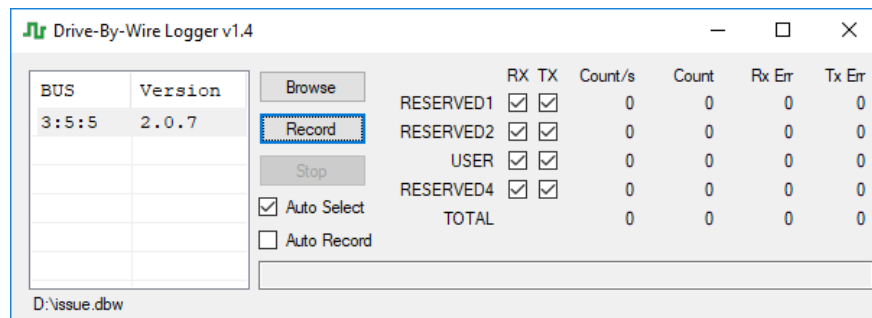 Drive-By-Wire Logger v1.4
BUS Version
3:5:5 2.0.7
Browse
Record
Stop
Auto Select
Auto Record
RX TX Count/s Count Rx Err Tx Err
RESERVED1 0 0 0 0
RESERVED2 0 0 0 0
USER 0 0 0 0
RESERVED4 0 0 0 0
TOTAL 0 0 0 0
D:\issue.dbw